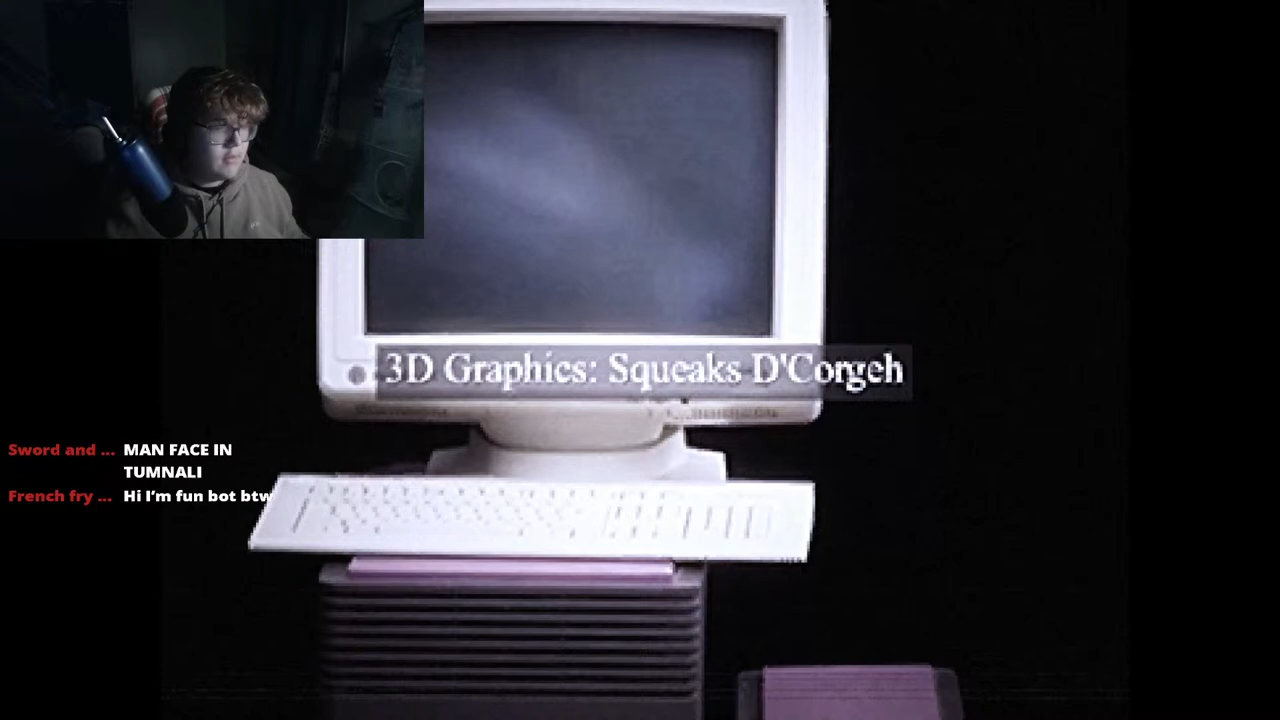 3D Graphics: Squeaks D'Corgeh
Sword and ... MAN FACE IN
TUMNALI
French fry ... Hi I’m fun bot btw